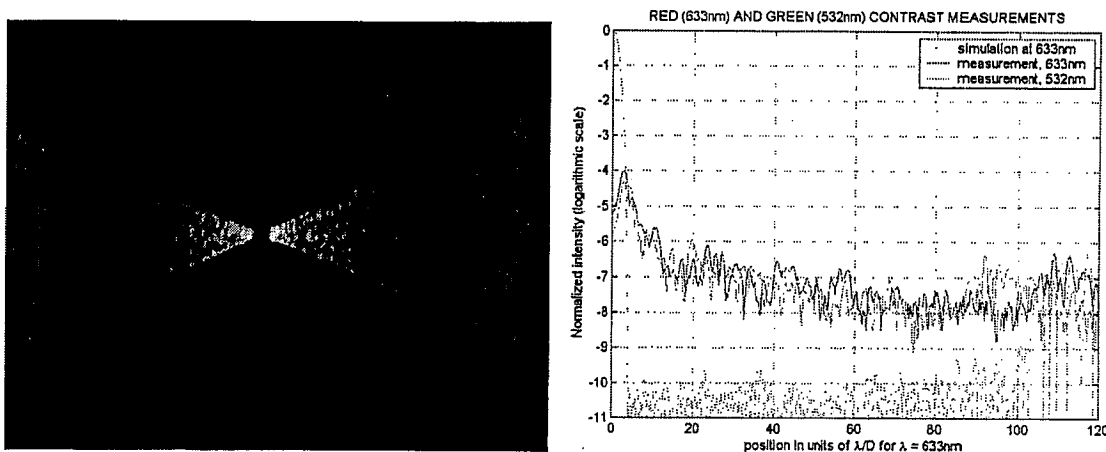 RED (633nm) AND GREEN (532nm) CONTRAST MEASUREMENTS
simulation at 633nm
measurement, 633nm
measurement, 532nm
Normalized intensity (logarithmic scale)
0
-1
-2
-3
-4
-5
-6
-7
-8
-9
-10
-11
0 20 40 60 80 100 120
position in units of λ/D for λ = 633nm